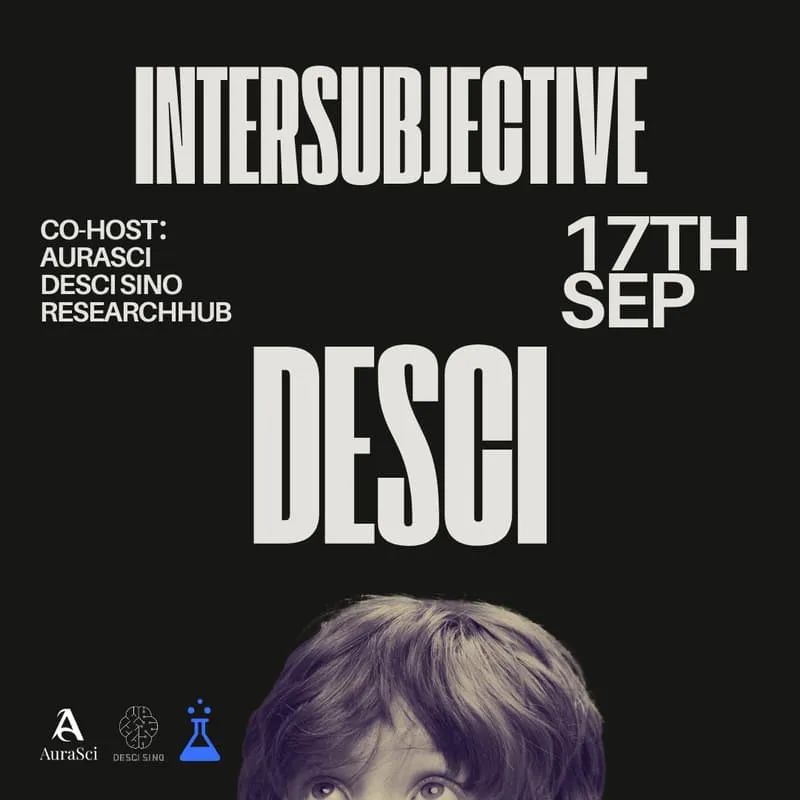 INTERSUBJECTIVE
CO-HOST:
AURASCI
DESCI SINO
RESEARCHHUB
17TH
SEP
DESCI
A
AuraSci
DESCI SINO